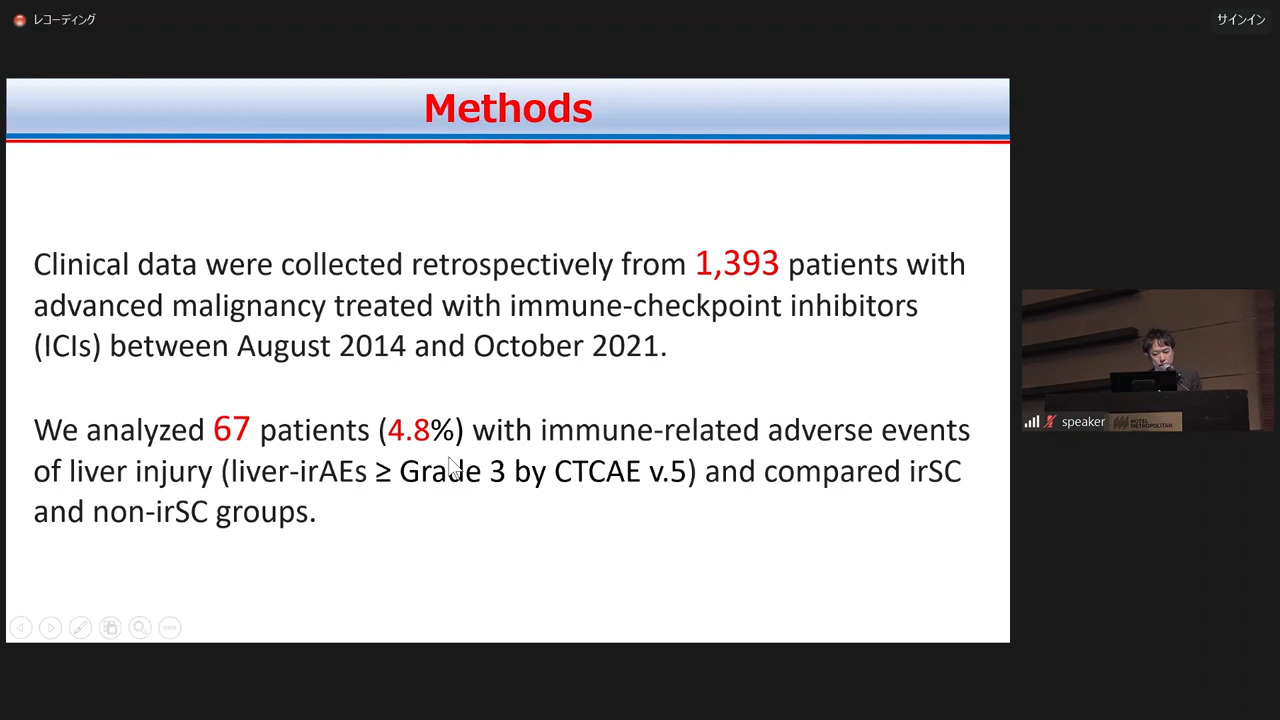 レコーディング
サインイン
Methods
Clinical data were collected retrospectively from 1,393 patients with
advanced malignancy treated with immune-checkpoint inhibitors
(ICIs) between August 2014 and October 2021.
We analyzed 67 patients (4.8%) with immune-related adverse events
of liver injury (liver-irAEs ≥ Grade 3 by CTCAE v.5) and compared irSC
and non-irSC groups.
speaker
HOTEL
METROPOLITAN